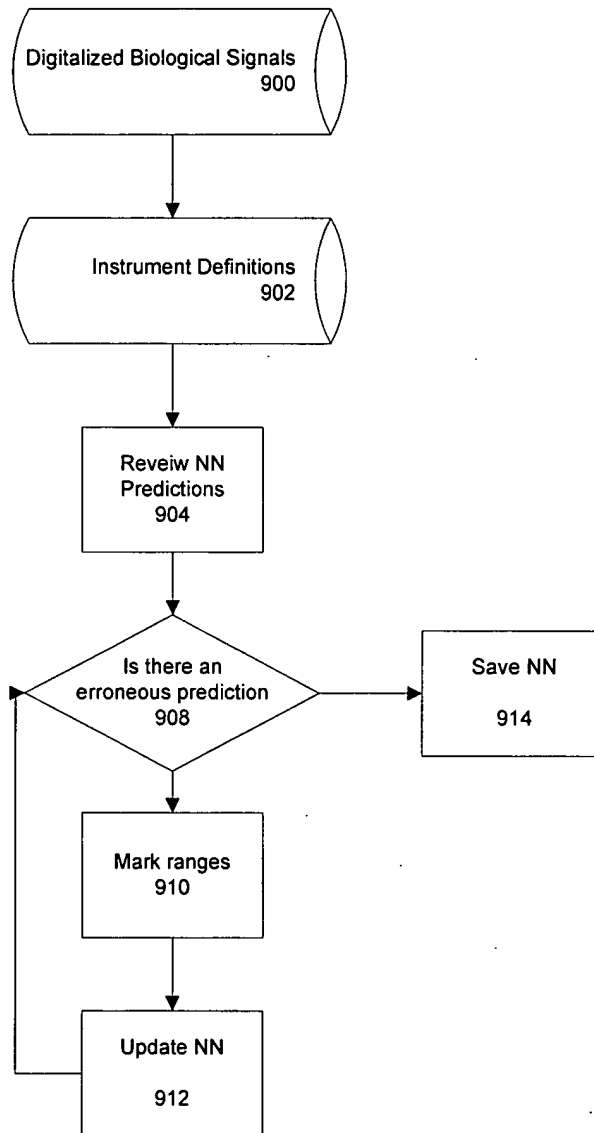 Digitalized Biological Signals
900
Instrument Definitions
902
Reveiw NN
Predictions
904
Is there an
erroneous prediction
908
Save NN
914
Mark ranges
910
Update NN
912